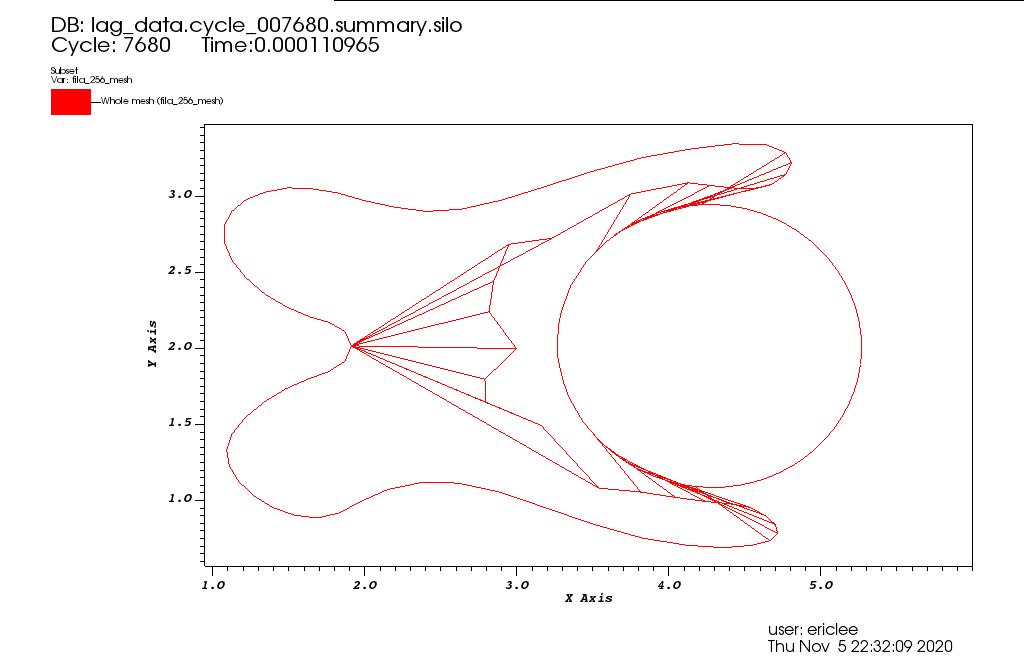 DB: lag_data.cycle_007680.summary.silo
Cycle: 7680 Time:0.000110965
Subset
Var: fila_256_mesh
Whole mesh (fila_256_mesh)
3.0
2.5
2.0
1.5
1.0
Y Axis
1.0 2.0 3.0 4.0 5.0
X Axis
user: ericlee
Thu Nov 5 22:32:09 2020